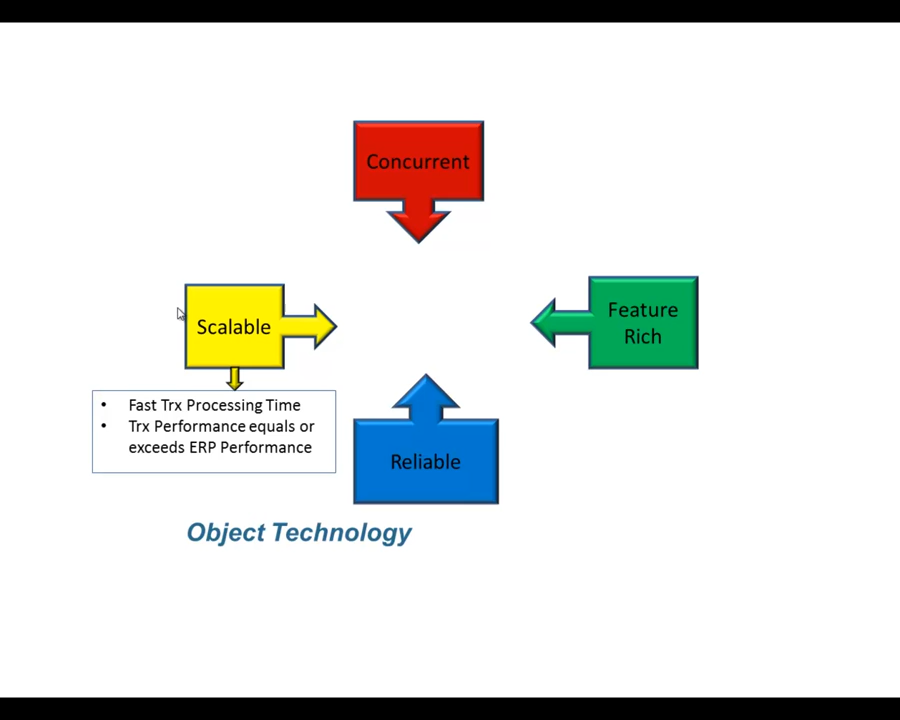 Concurrent
Scalable
Feature
Rich
• Fast Trx Processing Time
• Trx Performance equals or
exceeds ERP Performance
Reliable
Object Technology